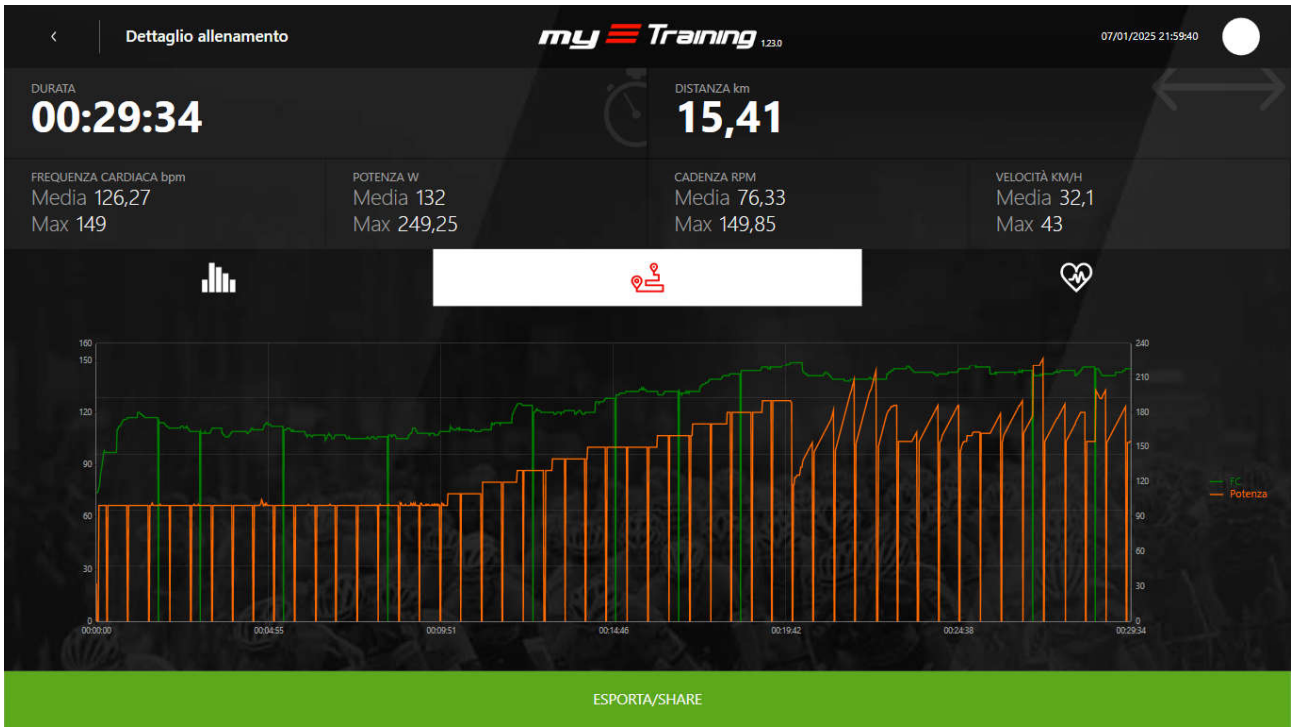 Dettaglio allenamento
my Training 1.23.0
07/01/2025 21:59:40
DURATA
00:29:34
DISTANZA km
15,41
FREQUENZA CARDIACA bpm
Media 126,27
Max 149
POTENZA W
Media 132
Max 249,25
CADENZA RPM
Media 76,33
Max 149,85
VELOCITÀ KM/H
Media 32,1
Max 43
160
150
120
90
60
30
0
240
210
180
150
120
90
60
30
0
00:00:00
00:04:55
00:09:51
00:14:46
00:19:42
00:24:38
00:29:34
FC
Potenza
ESPORTA/SHARE